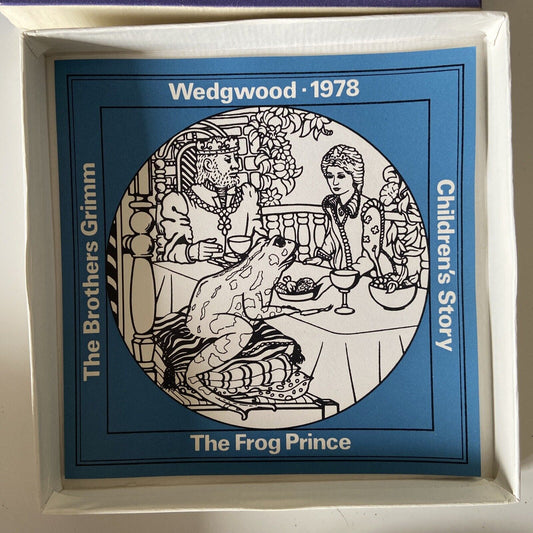 Wedgwood · 1978
The Brothers Grimm
Children's Story
The Frog Prince